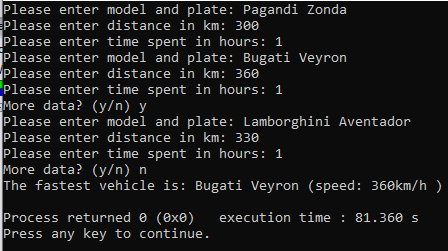 Please enter model and plate: Pagandi Zonda
Please enter distance in km: 300
Please enter time spent in hours: 1
Please enter model and plate: Bugati Veyron
Please enter distance in km: 360
Please enter time spent in hours: 1
More data? (y/n) y
Please enter model and plate: Lamborghini Aventador
Please enter distance in km: 330
Please enter time spent in hours: 1
More data? (y/n) n
The fastest vehicle is: Bugati Veyron (speed: 360km/h )
Process returned 0 (0x0)   execution time : 81.360 s
Press any key to continue.